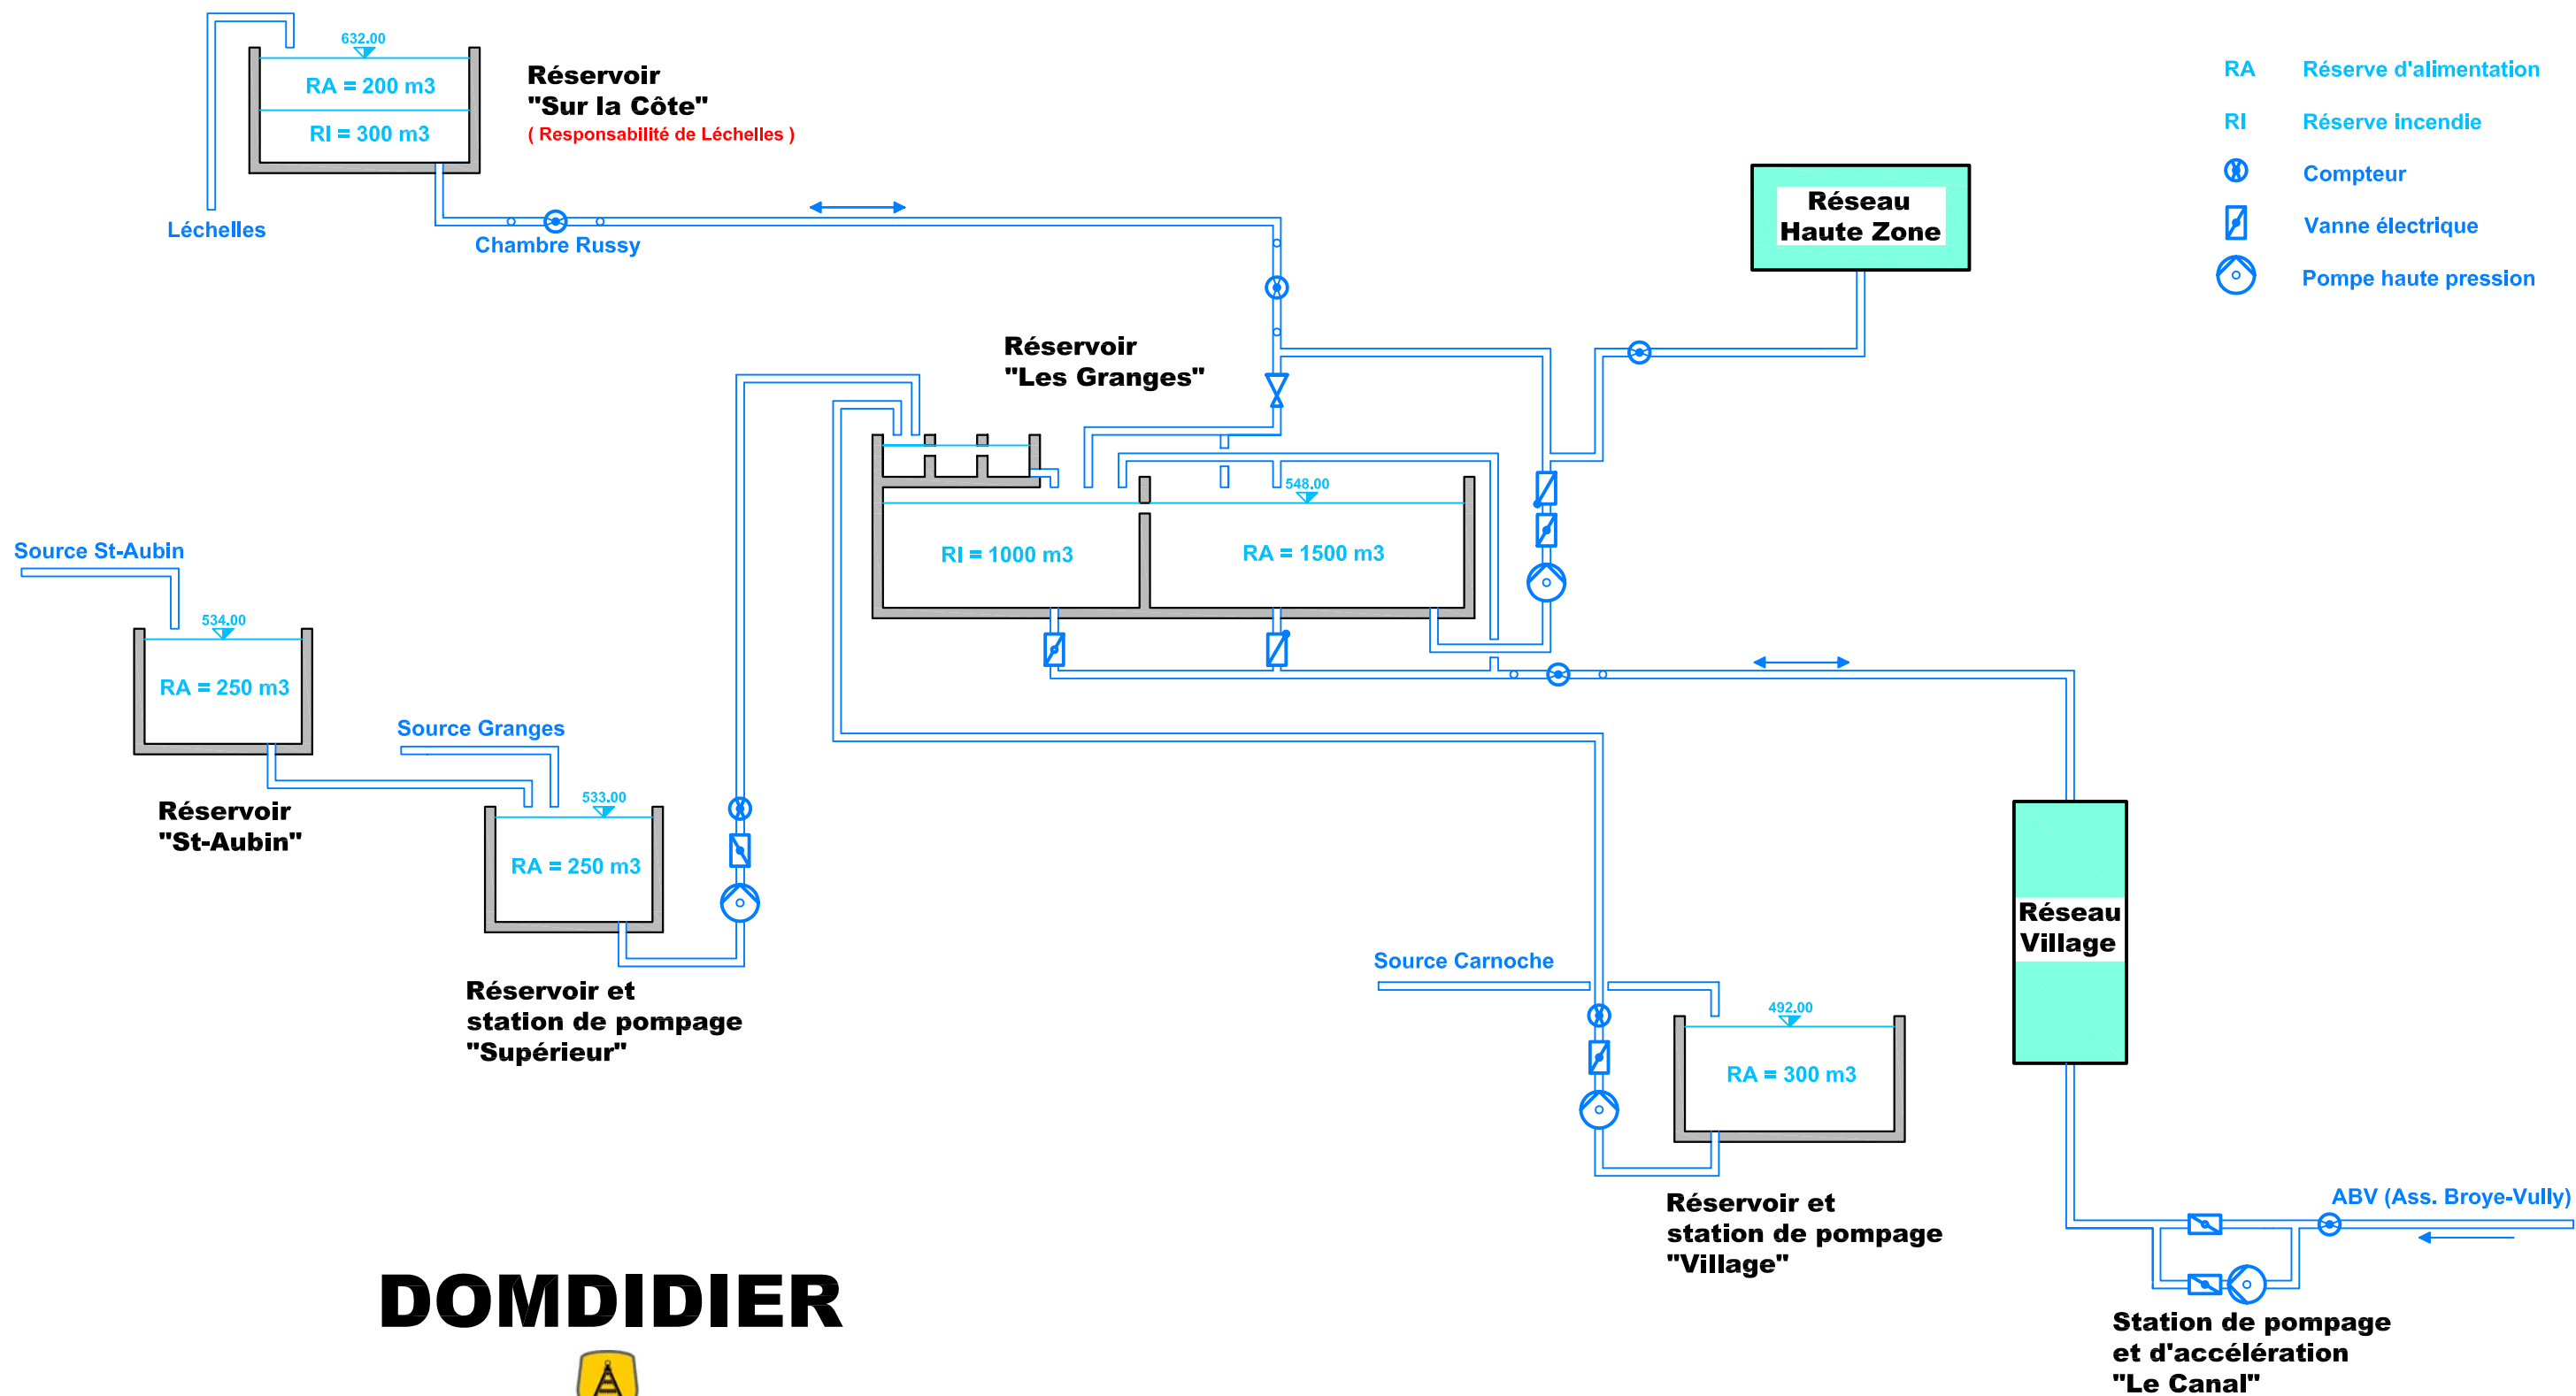 632.00
RA = 200 m3
RI = 300 m3
Réservoir
"Sur la Côte"
( Responsabilité de Léchelles )
Léchelles
Chambre Russy
RA Réserve d'alimentation
RI Réserve incendie
Compteur
Vanne électrique
Pompe haute pression
Réseau
Haute Zone
Réservoir
"Les Granges"
548.00
RI = 1000 m3
RA = 1500 m3
Source St-Aubin
534.00
RA = 250 m3
Réservoir
"St-Aubin"
Source Granges
533.00
RA = 250 m3
Réservoir et
station de pompage
"Supérieur"
Source Carnoche
492.00
RA = 300 m3
Réservoir et
station de pompage
"Village"
Réseau
Village
ABV (Ass. Broye-Vully)
Station de pompage
et d'accélération
"Le Canal"
DOMDIDIER